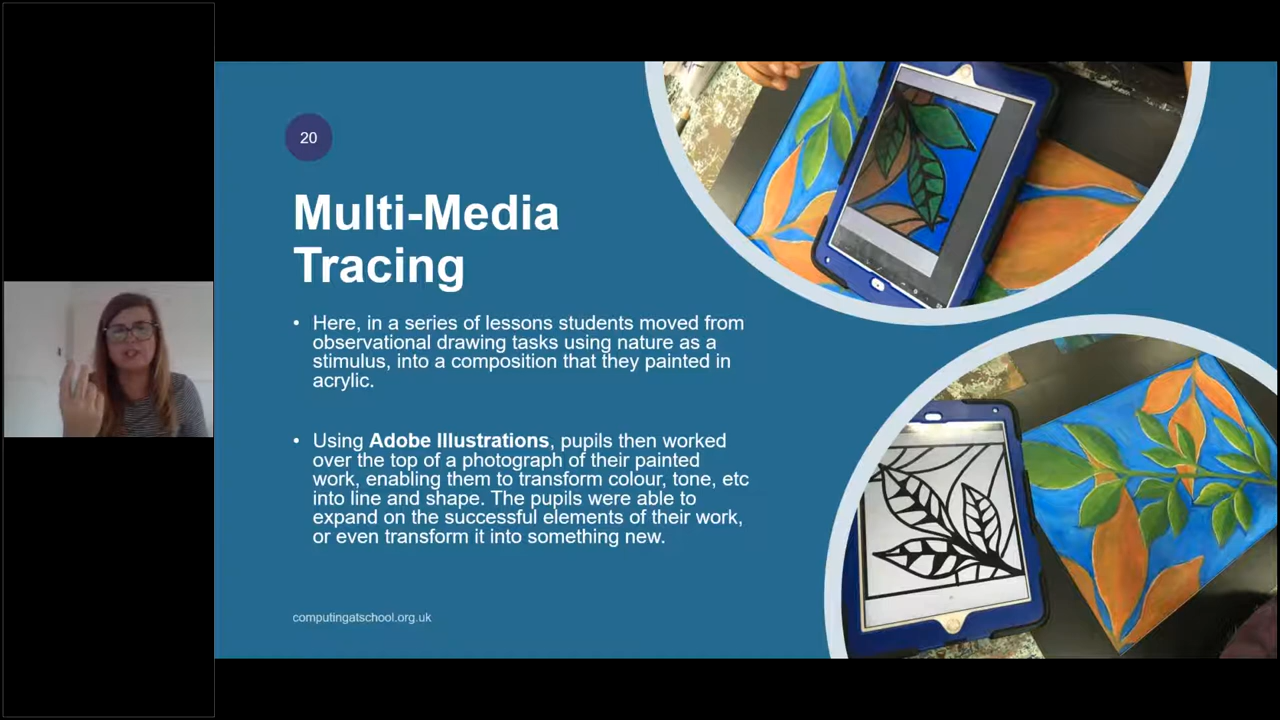 20
Multi-Media
Tracing
• Here, in a series of lessons students moved from
observational drawing tasks using nature as a
stimulus, into a composition that they painted in
acrylic.
• Using Adobe Illustrations, pupils then worked
over the top of a photograph of their painted
work, enabling them to transform colour, tone, etc
into line and shape. The pupils were able to
expand on the successful elements of their work,
or even transform it into something new.
computingatschool.org.uk